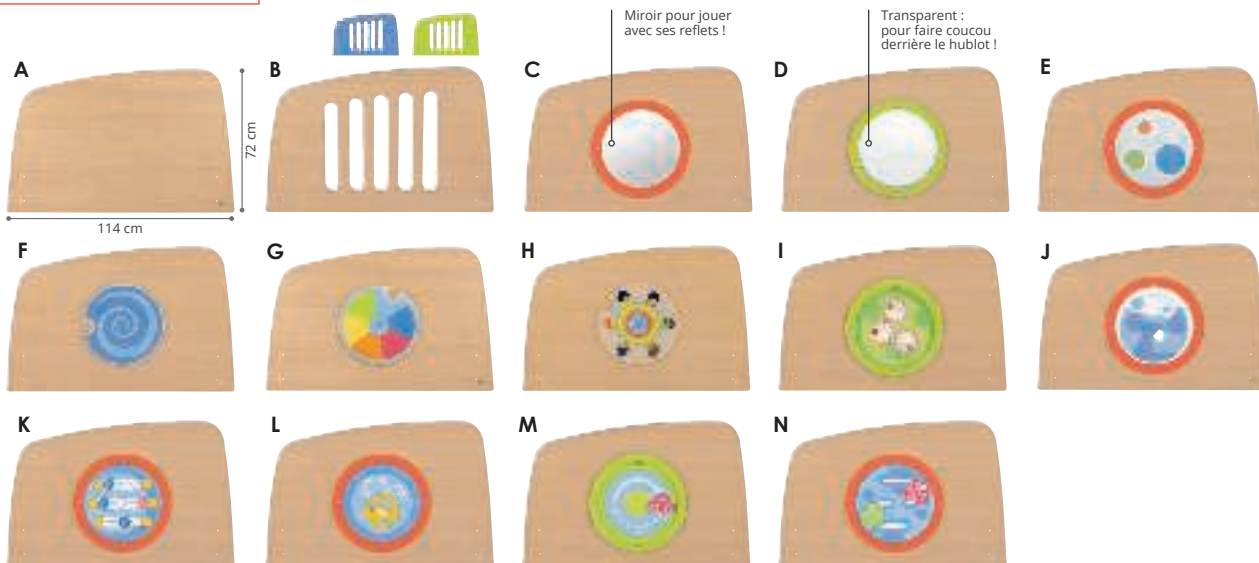 Miroir pour jouer
avec ses reflets !
Transparent :
pour faire coucou
derrière le hublot !
A
B
C
D
E
72 cm
114 cm
F
G
H
I
J
K
L
M
N